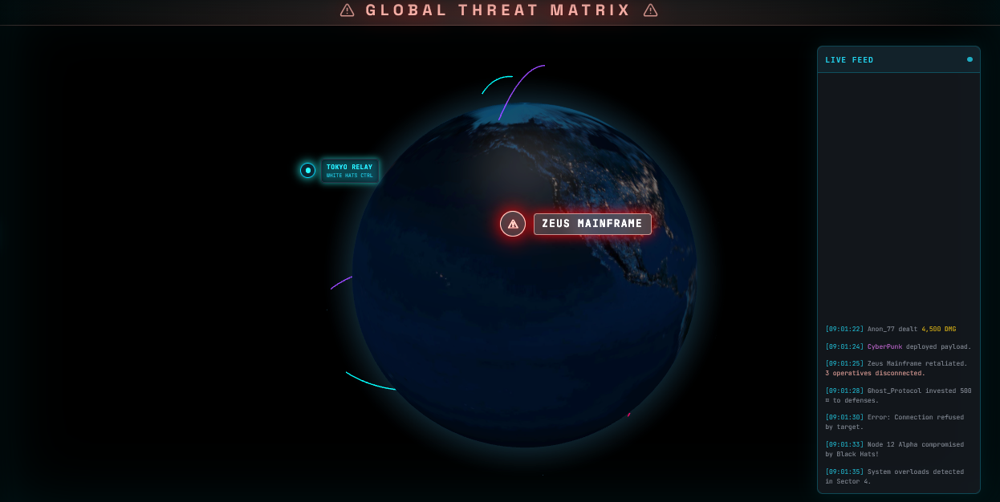 GLOBAL THREAT MATRIX
LIVE FEED
TOKYO RELAY
WHITE HATS CTRL
ZEUS MAINFRAME
[09:01:22] Anon_77 dealt 4,500 DMG
[09:01:24] CyberPunk deployed payload.
[09:01:25] Zeus Mainframe retaliated.
3 operatives disconnected.
[09:01:28] Ghost_Protocol invested 500
¤ to defenses.
[09:01:30] Error: Connection refused
by target.
[09:01:33] Node 12 Alpha compromised
by Black Hats!
[09:01:35] System overloads detected
in Sector 4.